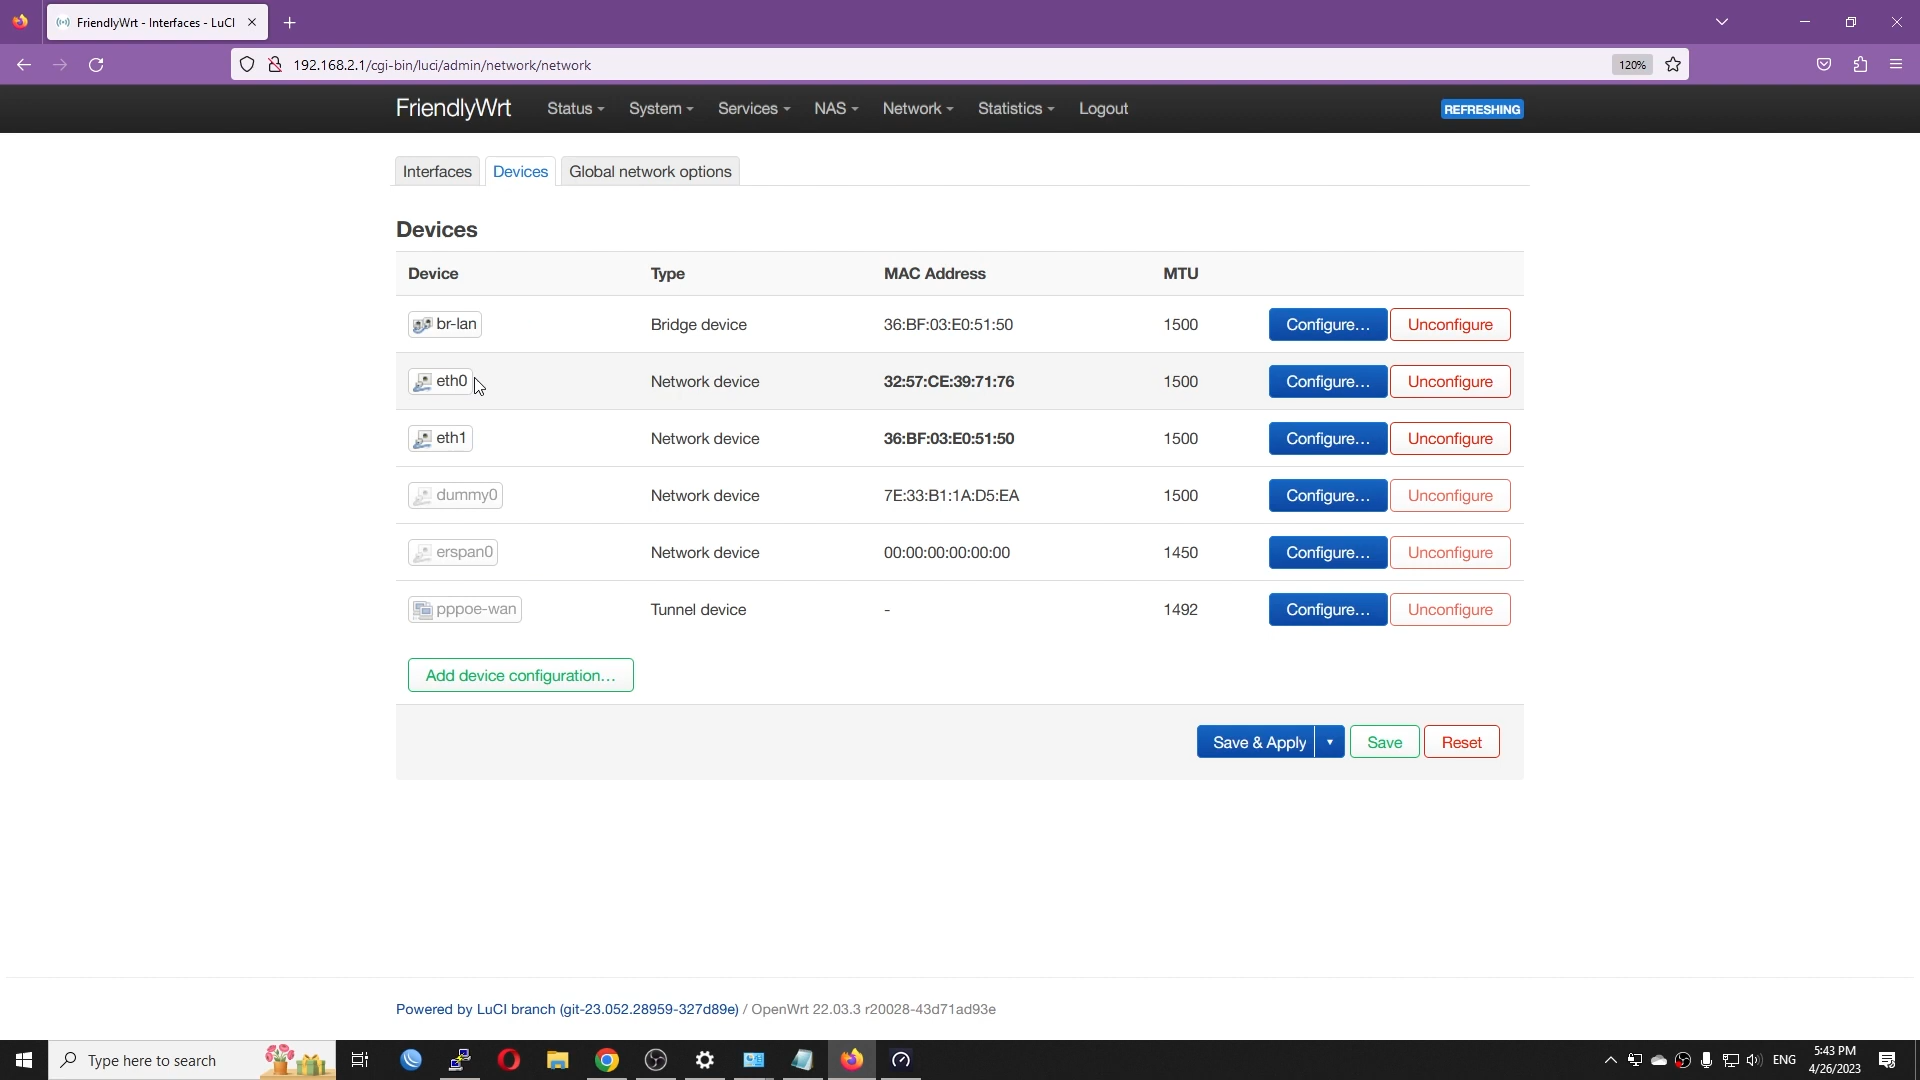 FriendlyWrt - Interfaces - LuCI
192.168.2.1/cgi-bin/luci/admin/network/network
120%
FriendlyWrt Status System Services NAS Network Statistics Logout REFRESHING
Interfaces Devices Global network options
Devices
Device Type MAC Address MTU
br-lan Bridge device 36:BF:03:E0:51:50 1500 Configure… Unconfigure
eth0 Network device 32:57:CE:39:71:76 1500 Configure… Unconfigure
eth1 Network device 36:BF:03:E0:51:50 1500 Configure… Unconfigure
dummy0 Network device 7E:33:B1:1A:D5:EA 1500 Configure… Unconfigure
erspan0 Network device 00:00:00:00:00:00 1450 Configure… Unconfigure
pppoe-wan Tunnel device - 1492 Configure… Unconfigure
Add device configuration…
Save & Apply Save Reset
Powered by LuCI branch (git-23.052.28959-327d89e) / OpenWrt 22.03.3 r20028-43d71ad93e
Type here to search
ENG
5:43 PM
4/26/2023